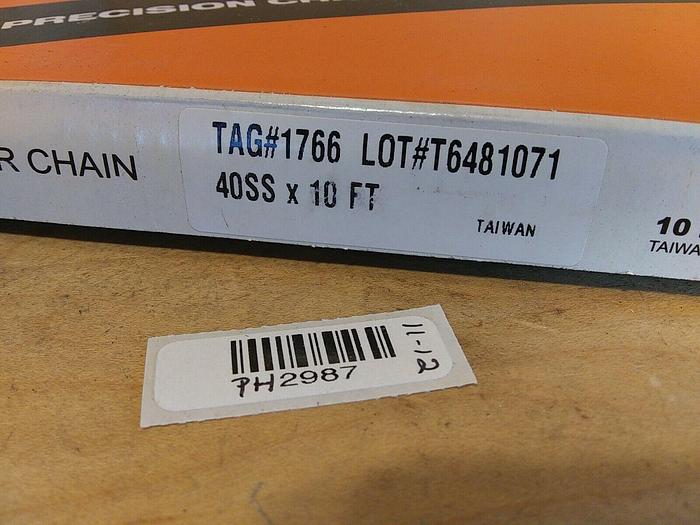 PRECISION
R CHAIN
TAG#1766 LOT#T6481071
40SS x 10 FT
TAIWAN
10
TAIWA
PH2987
11-12